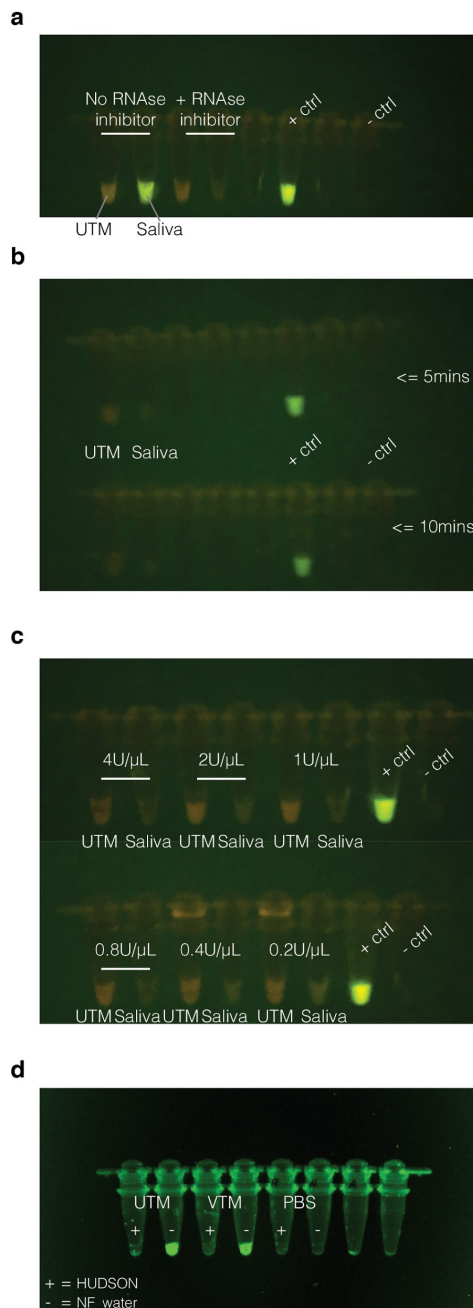 a
No RNAse + RNAse
inhibitor inhibitor
+ ctrl
- ctrl
UTM Saliva
b
<= 5mins
UTM Saliva
+ ctrl
- ctrl
<= 10mins
c
4U/µL 2U/µL 1U/µL
+ ctrl
- ctrl
UTM Saliva UTM Saliva UTM Saliva
0.8U/µL 0.4U/µL 0.2U/µL
+ ctrl
- ctrl
UTM Saliva UTM Saliva UTM Saliva
d
UTM VTM PBS
+ - + - + -
+ = HUDSON
- = NF water